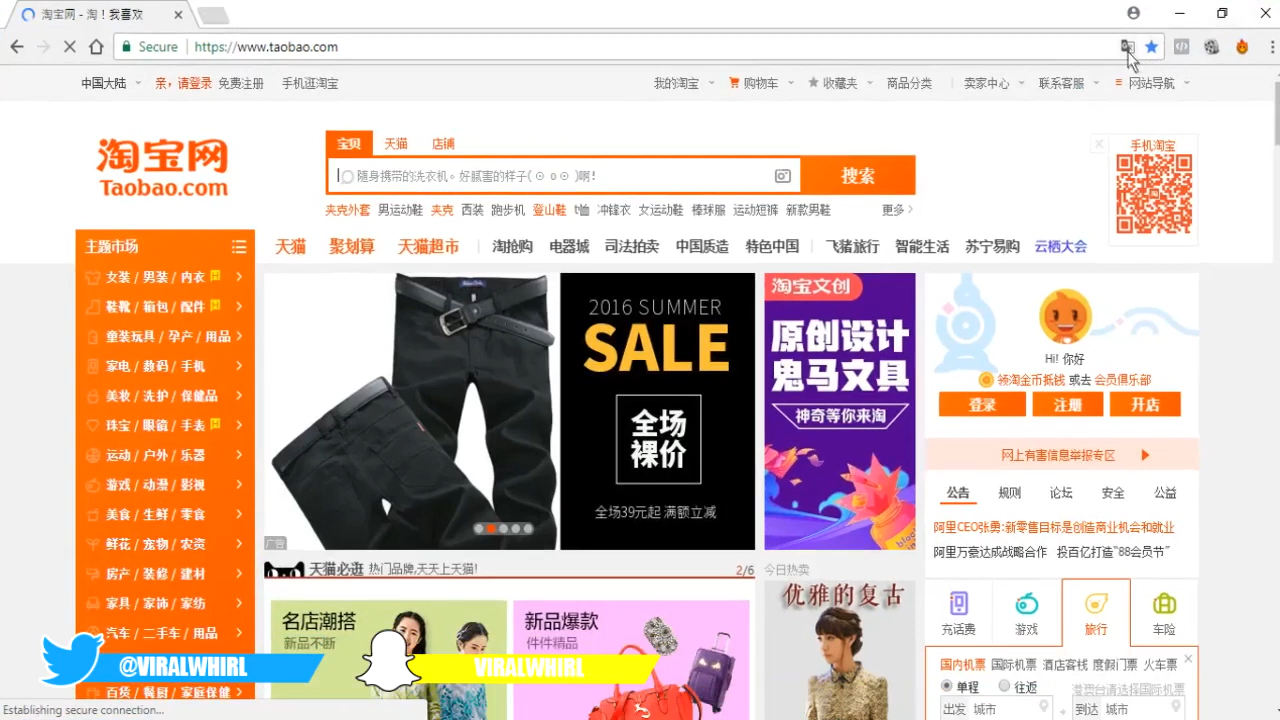 淘宝网 - 淘！我喜欢
Secure https://www.taobao.com
中国大陆 亲，请登录 免费注册 手机逛淘宝 我的淘宝 购物车 收藏夹 商品分类 卖家中心 联系客服 网站导航
淘宝网
Taobao.com
宝贝 天猫 店铺
搜索
夹克外套 男运动鞋 夹克 西装 跑步机 登山鞋 t恤 冲锋衣 女运动鞋 棒球服 运动短裤 新款男鞋 更多
手机淘宝
主题市场
天猫 聚划算 天猫超市 淘抢购 电器城 司法拍卖 中国质造 特色中国 飞猪旅行 智能生活 苏宁易购 云栖大会
女装 / 男装 / 内衣
鞋靴 / 箱包 / 配件
童装玩具 / 孕产 / 用品
家电 / 数码 / 手机
美妆 / 洗护 / 保健品
珠宝 / 眼镜 / 手表
运动 / 户外 / 乐器
游戏 / 动漫 / 影视
美食 / 生鲜 / 零食
鲜花 / 宠物 / 农资
房产 / 装修 / 建材
家具 / 家饰 / 家纺
汽车 / 二手车 / 用品
百货 / 餐厨 / 家庭保健
2016 SUMMER
SALE
全场
裸价
全场39元起 满额立减
广告
淘宝文创
原创设计
鬼马文具
神奇等你来淘
Hi! 你好
领淘金币抵钱 或去 会员俱乐部
登录 注册 开店
网上有害信息举报专区
公告 规则 论坛 安全 公益
阿里CEO张勇:新零售目标是创造商业机会和就业
阿里万豪达成战略合作 投百亿打造“88会员节”
天猫必逛 热门品牌,天天上天猫! 2/6
今日热卖
名店潮搭
新品不断
新品爆款
件件精品
优雅的复古
充话费 游戏 旅行 车险
国内机票 国际机票 酒店客栈 度假门票 火车票
单程 往返 港澳台请选择国际机票
出发 城市 到达 城市
@VIRALWHIRL
VIRALWHIRL
Establishing secure connection...